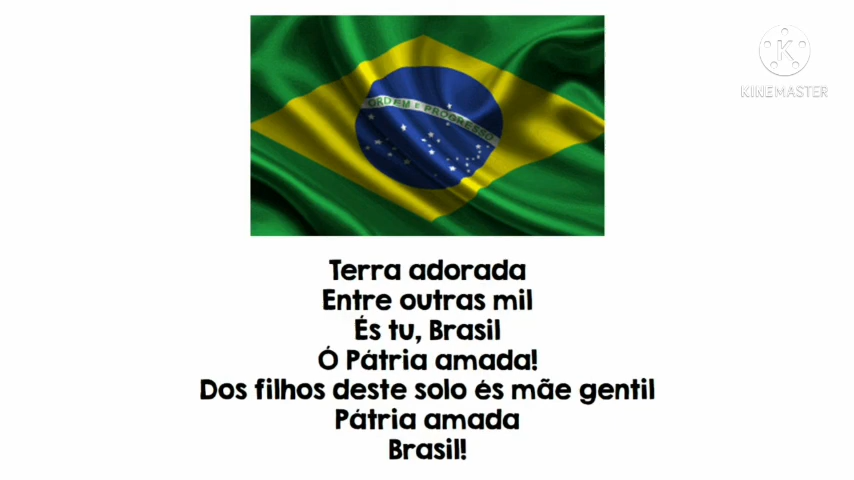 ORDEM E PROGRESSO
KINEMASTER
Terra adorada
Entre outras mil
És tu, Brasil
Ó Pátria amada!
Dos filhos deste solo és mãe gentil
Pátria amada
Brasil!